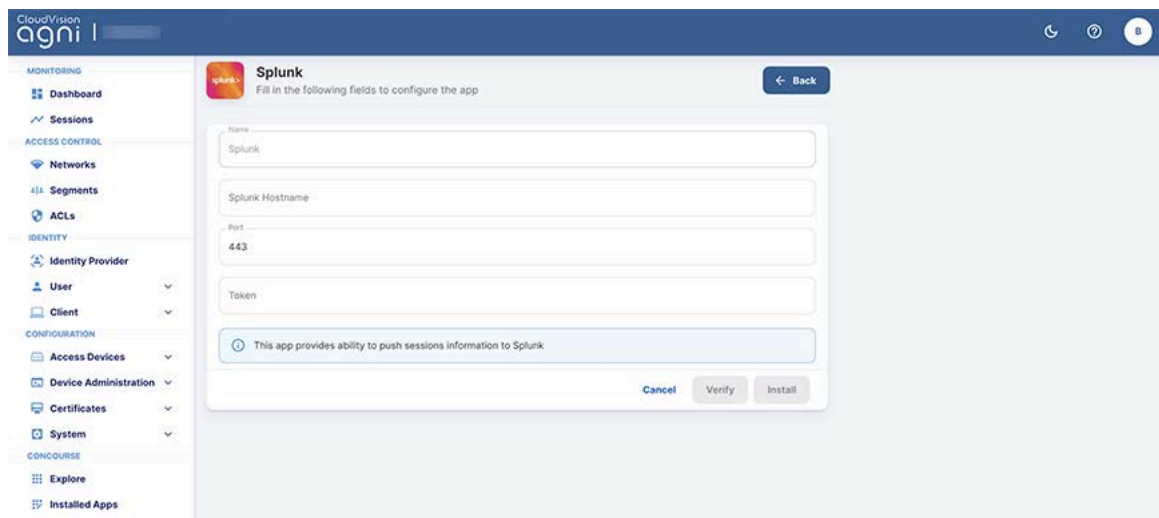 CloudVision
agni
B
MONITORING
Dashboard
Sessions
ACCESS CONTROL
Networks
Segments
ACLs
IDENTITY
Identity Provider
User
Client
CONFIGURATION
Access Devices
Device Administration
Certificates
System
CONCOURSE
Explore
Installed Apps
splunk>
Splunk
Fill in the following fields to configure the app
← Back
Name
Splunk
Splunk Hostname
Port
443
Token
This app provides ability to push sessions information to Splunk
Cancel
Verify
Install